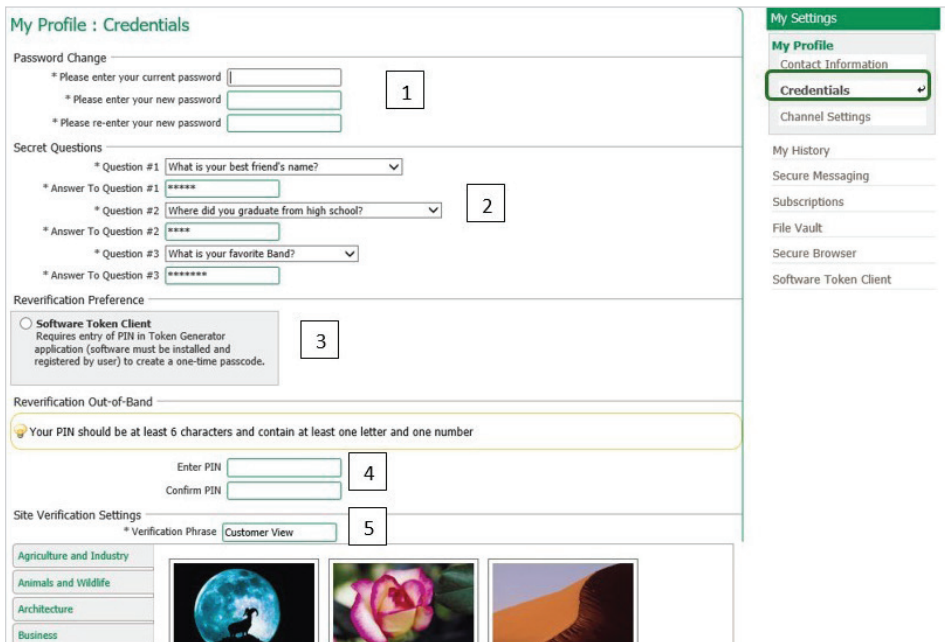 My Profile : Credentials
Password Change
* Please enter your current password
* Please enter your new password
* Please re-enter your new password
1
Secret Questions
* Question #1 What is your best friend's name?
* Answer To Question #1 *****
* Question #2 Where did you graduate from high school?
* Answer To Question #2 ****
* Question #3 What is your favorite Band?
* Answer To Question #3 *******
2
Reverification Preference
Software Token Client
Requires entry of PIN in Token Generator
application (software must be installed and
registered by user) to create a one-time passcode.
3
Reverification Out-of-Band
Your PIN should be at least 6 characters and contain at least one letter and one number
Enter PIN
Confirm PIN
4
Site Verification Settings
* Verification Phrase Customer View
5
Agriculture and Industry
Animals and Wildlife
Architecture
Business
My Settings
My Profile
Contact Information
Credentials
Channel Settings
My History
Secure Messaging
Subscriptions
File Vault
Secure Browser
Software Token Client